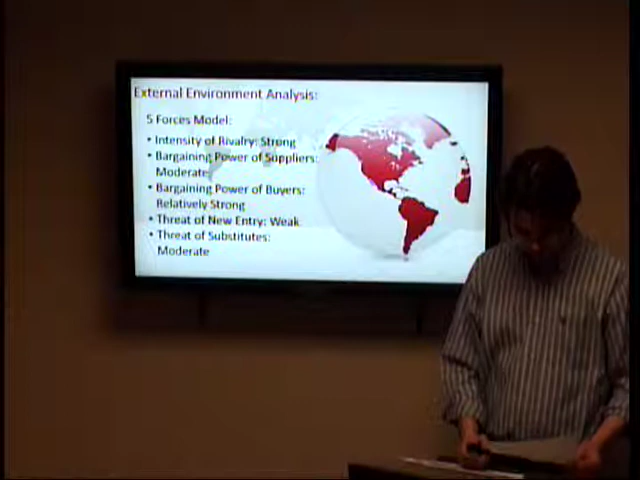 External Environment Analysis:
5 Forces Model:
• Intensity of Rivalry: Strong
• Bargaining Power of Suppliers:
Moderate
• Bargaining Power of Buyers:
Relatively Strong
• Threat of New Entry: Weak
• Threat of Substitutes:
Moderate